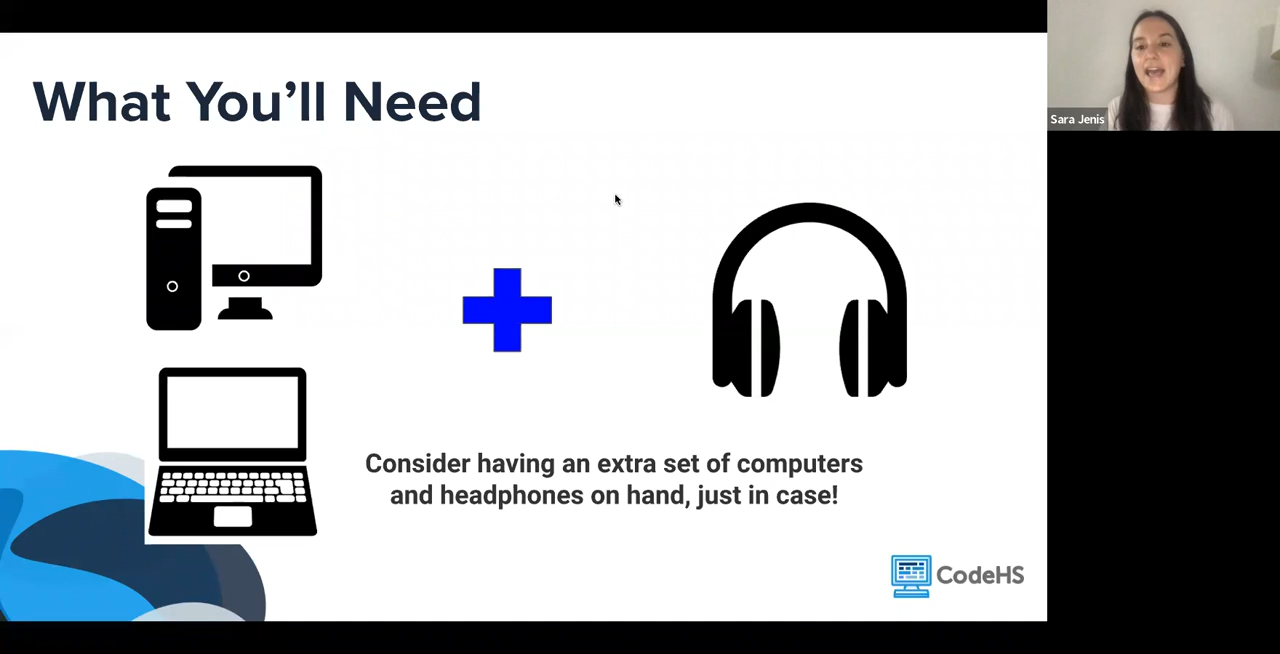 What You’ll Need
Sara Jenis
Consider having an extra set of computers
and headphones on hand, just in case!
CodeHS